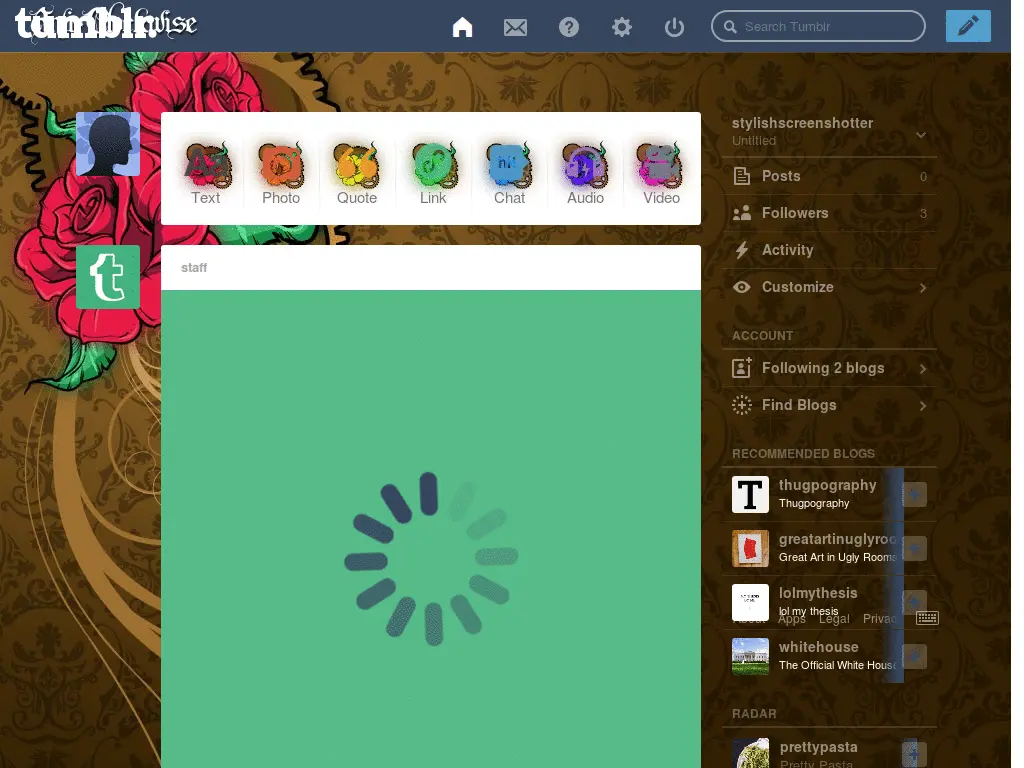 tumblr.
Search Tumblr
Aa
hi!
Text
Photo
Quote
Link
Chat
Audio
Video
t
staff
stylishscreenshotter
Untitled
Posts
0
Followers
3
Activity
Customize
ACCOUNT
Following 2 blogs
Find Blogs
RECOMMENDED BLOGS
T
thugpography
Thugpography
greatartinuglyroo
Great Art in Ugly Rooms
lolmythesis
lol my thesis
About Apps Legal Privac
whitehouse
The Official White Hous
RADAR
prettypasta
Pretty Pasta